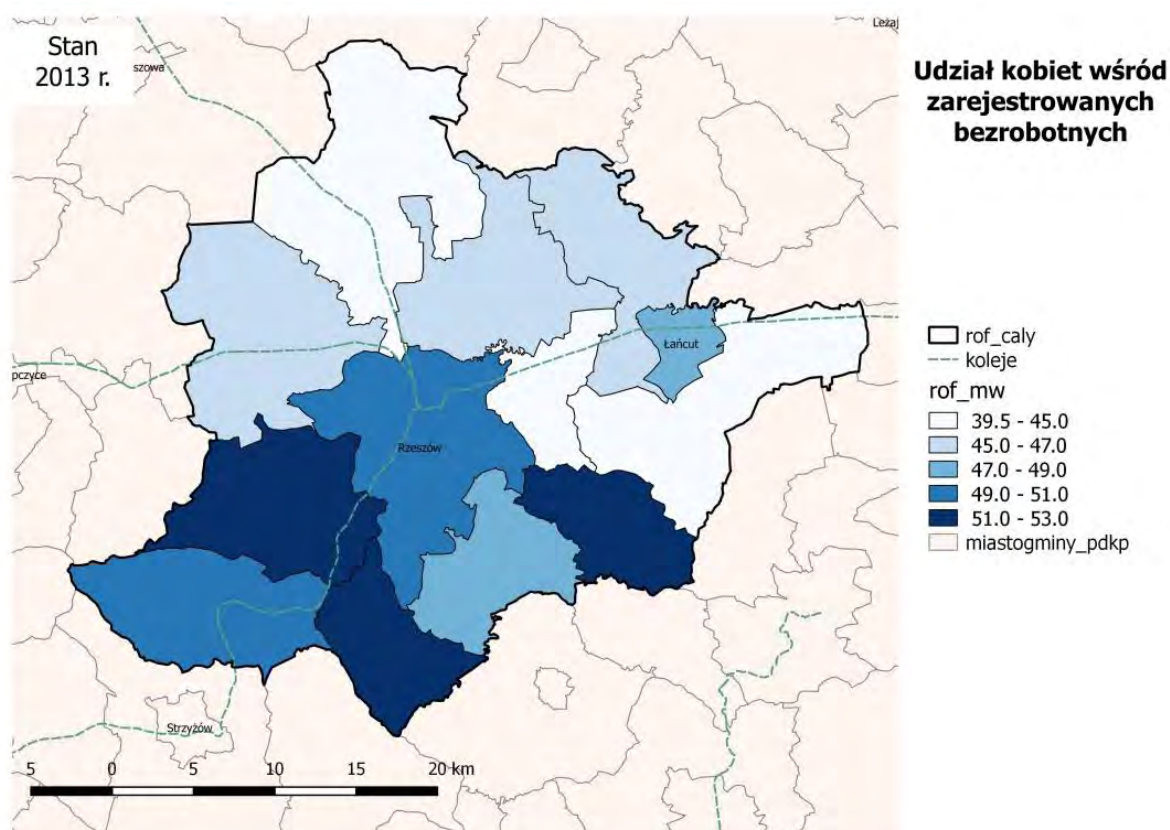 Stan
2013 r.
szowa
Leżaj
Udział kobiet wśród
zarejestrowanych
bezrobotnych
Łańcut
pczyce
Rzeszów
Strzyżów
rof_caly
koleje
rof_mw
39.5 - 45.0
45.0 - 47.0
47.0 - 49.0
49.0 - 51.0
51.0 - 53.0
miastogminy_pdkp
5 0 5 10 15 20 km